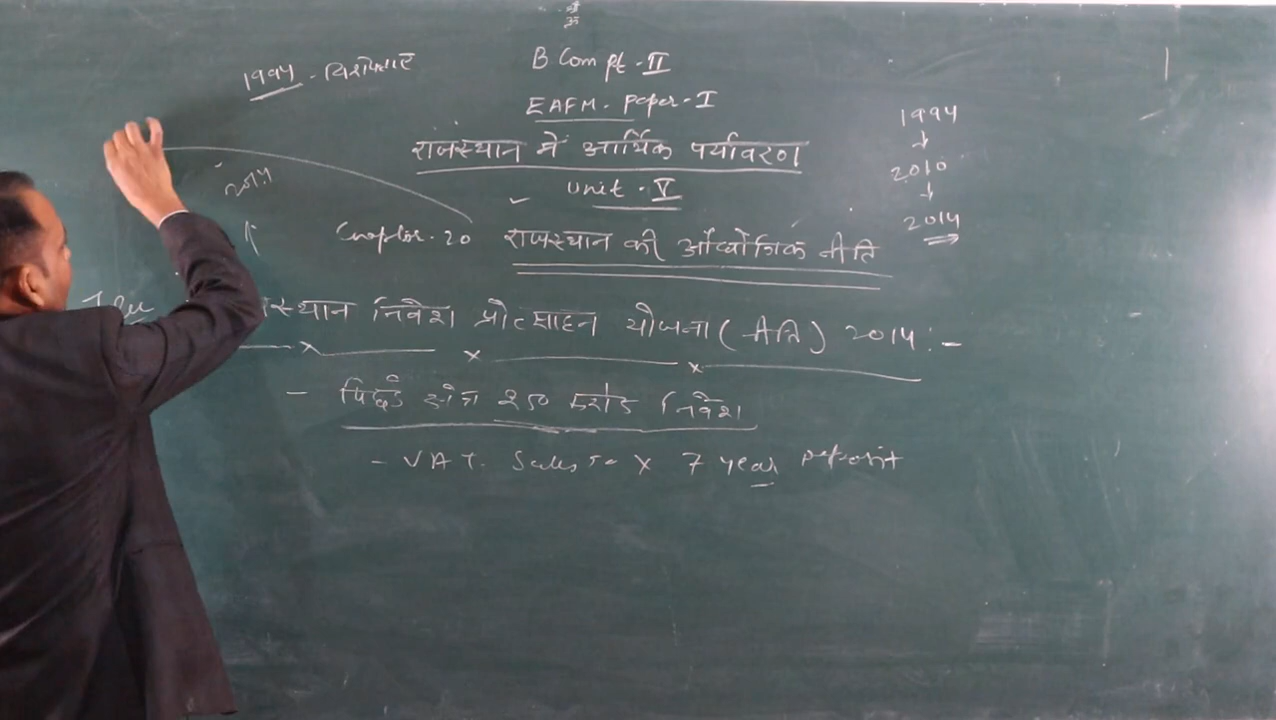 B Com pt - II
1994 - विशेषताएँ
EAFM - paper - I
1994
↓
2010
↓
2014
राजस्थान में आर्थिक पर्यावरण
Unit - V
2014
Chapter - 20 राजस्थान की औद्योगिक नीति
स्थान निवेश प्रोत्साहन योजना (नीति) 2014 :-
- पिछड़े क्षेत्र 250 करोड़ निवेश
- VAT. Sales Tax 7 year